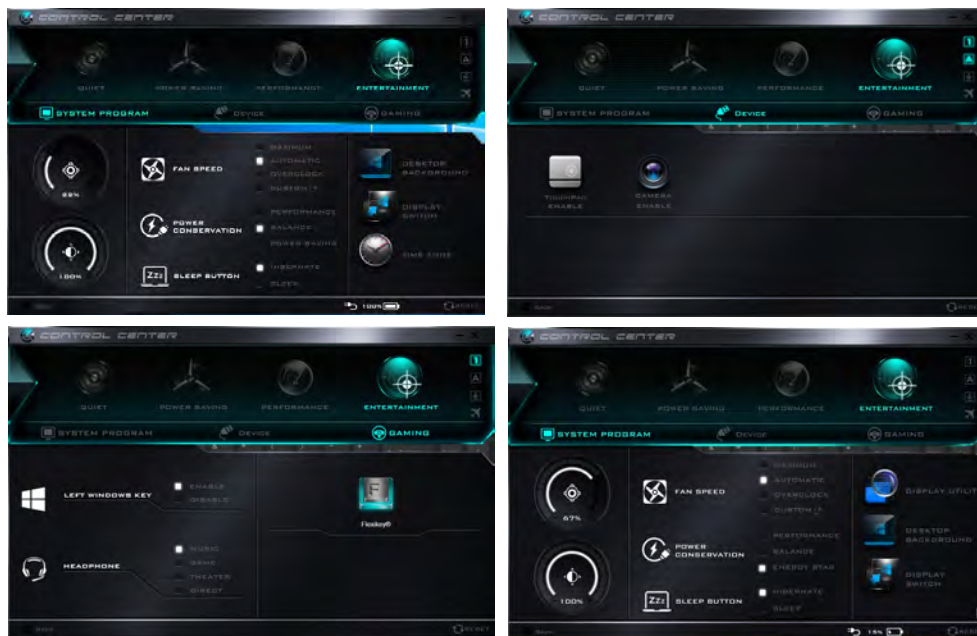 CONTROL CENTER
QUIET
POWER SAVING
PERFORMANCE
ENTERTAINMENT
SYSTEM PROGRAM
DEVICE
GAMING
FAN SPEED
MAXIMUM
AUTOMATIC
OVERCLOCK
POWER CONSERVATION
PERFORMANCE
BALANCE
POWER SAVING
SLEEP BUTTON
HIBERNATE
SLEEP
DESKTOP BACKGROUND
DISPLAY SWITCH
TIME ZONE
100%
100%
CONTROL CENTER
QUIET
POWER SAVING
PERFORMANCE
ENTERTAINMENT
SYSTEM PROGRAM
DEVICE
GAMING
TOUCHPAD ENABLE
CAMERA ENABLE
CONTROL CENTER
QUIET
POWER SAVING
PERFORMANCE
ENTERTAINMENT
SYSTEM PROGRAM
DEVICE
GAMING
LEFT WINDOWS KEY
ENABLE
DISABLE
HEADPHONE
MUSIC
GAME
THEATER
DIRECT
Flexikey®
RESET
CONTROL CENTER
QUIET
POWER SAVING
PERFORMANCE
ENTERTAINMENT
SYSTEM PROGRAM
DEVICE
GAMING
67%
100%
FAN SPEED
MAXIMUM
AUTOMATIC
OVERCLOCK
CUSTOM
POWER CONSERVATION
PERFORMANCE
BALANCE
ENERGY STAR
SLEEP BUTTON
HIBERNATE
SLEEP
DISPLAY UTILIT
DESKTOP BACKGROUND
DISPLAY SWITCH
15%